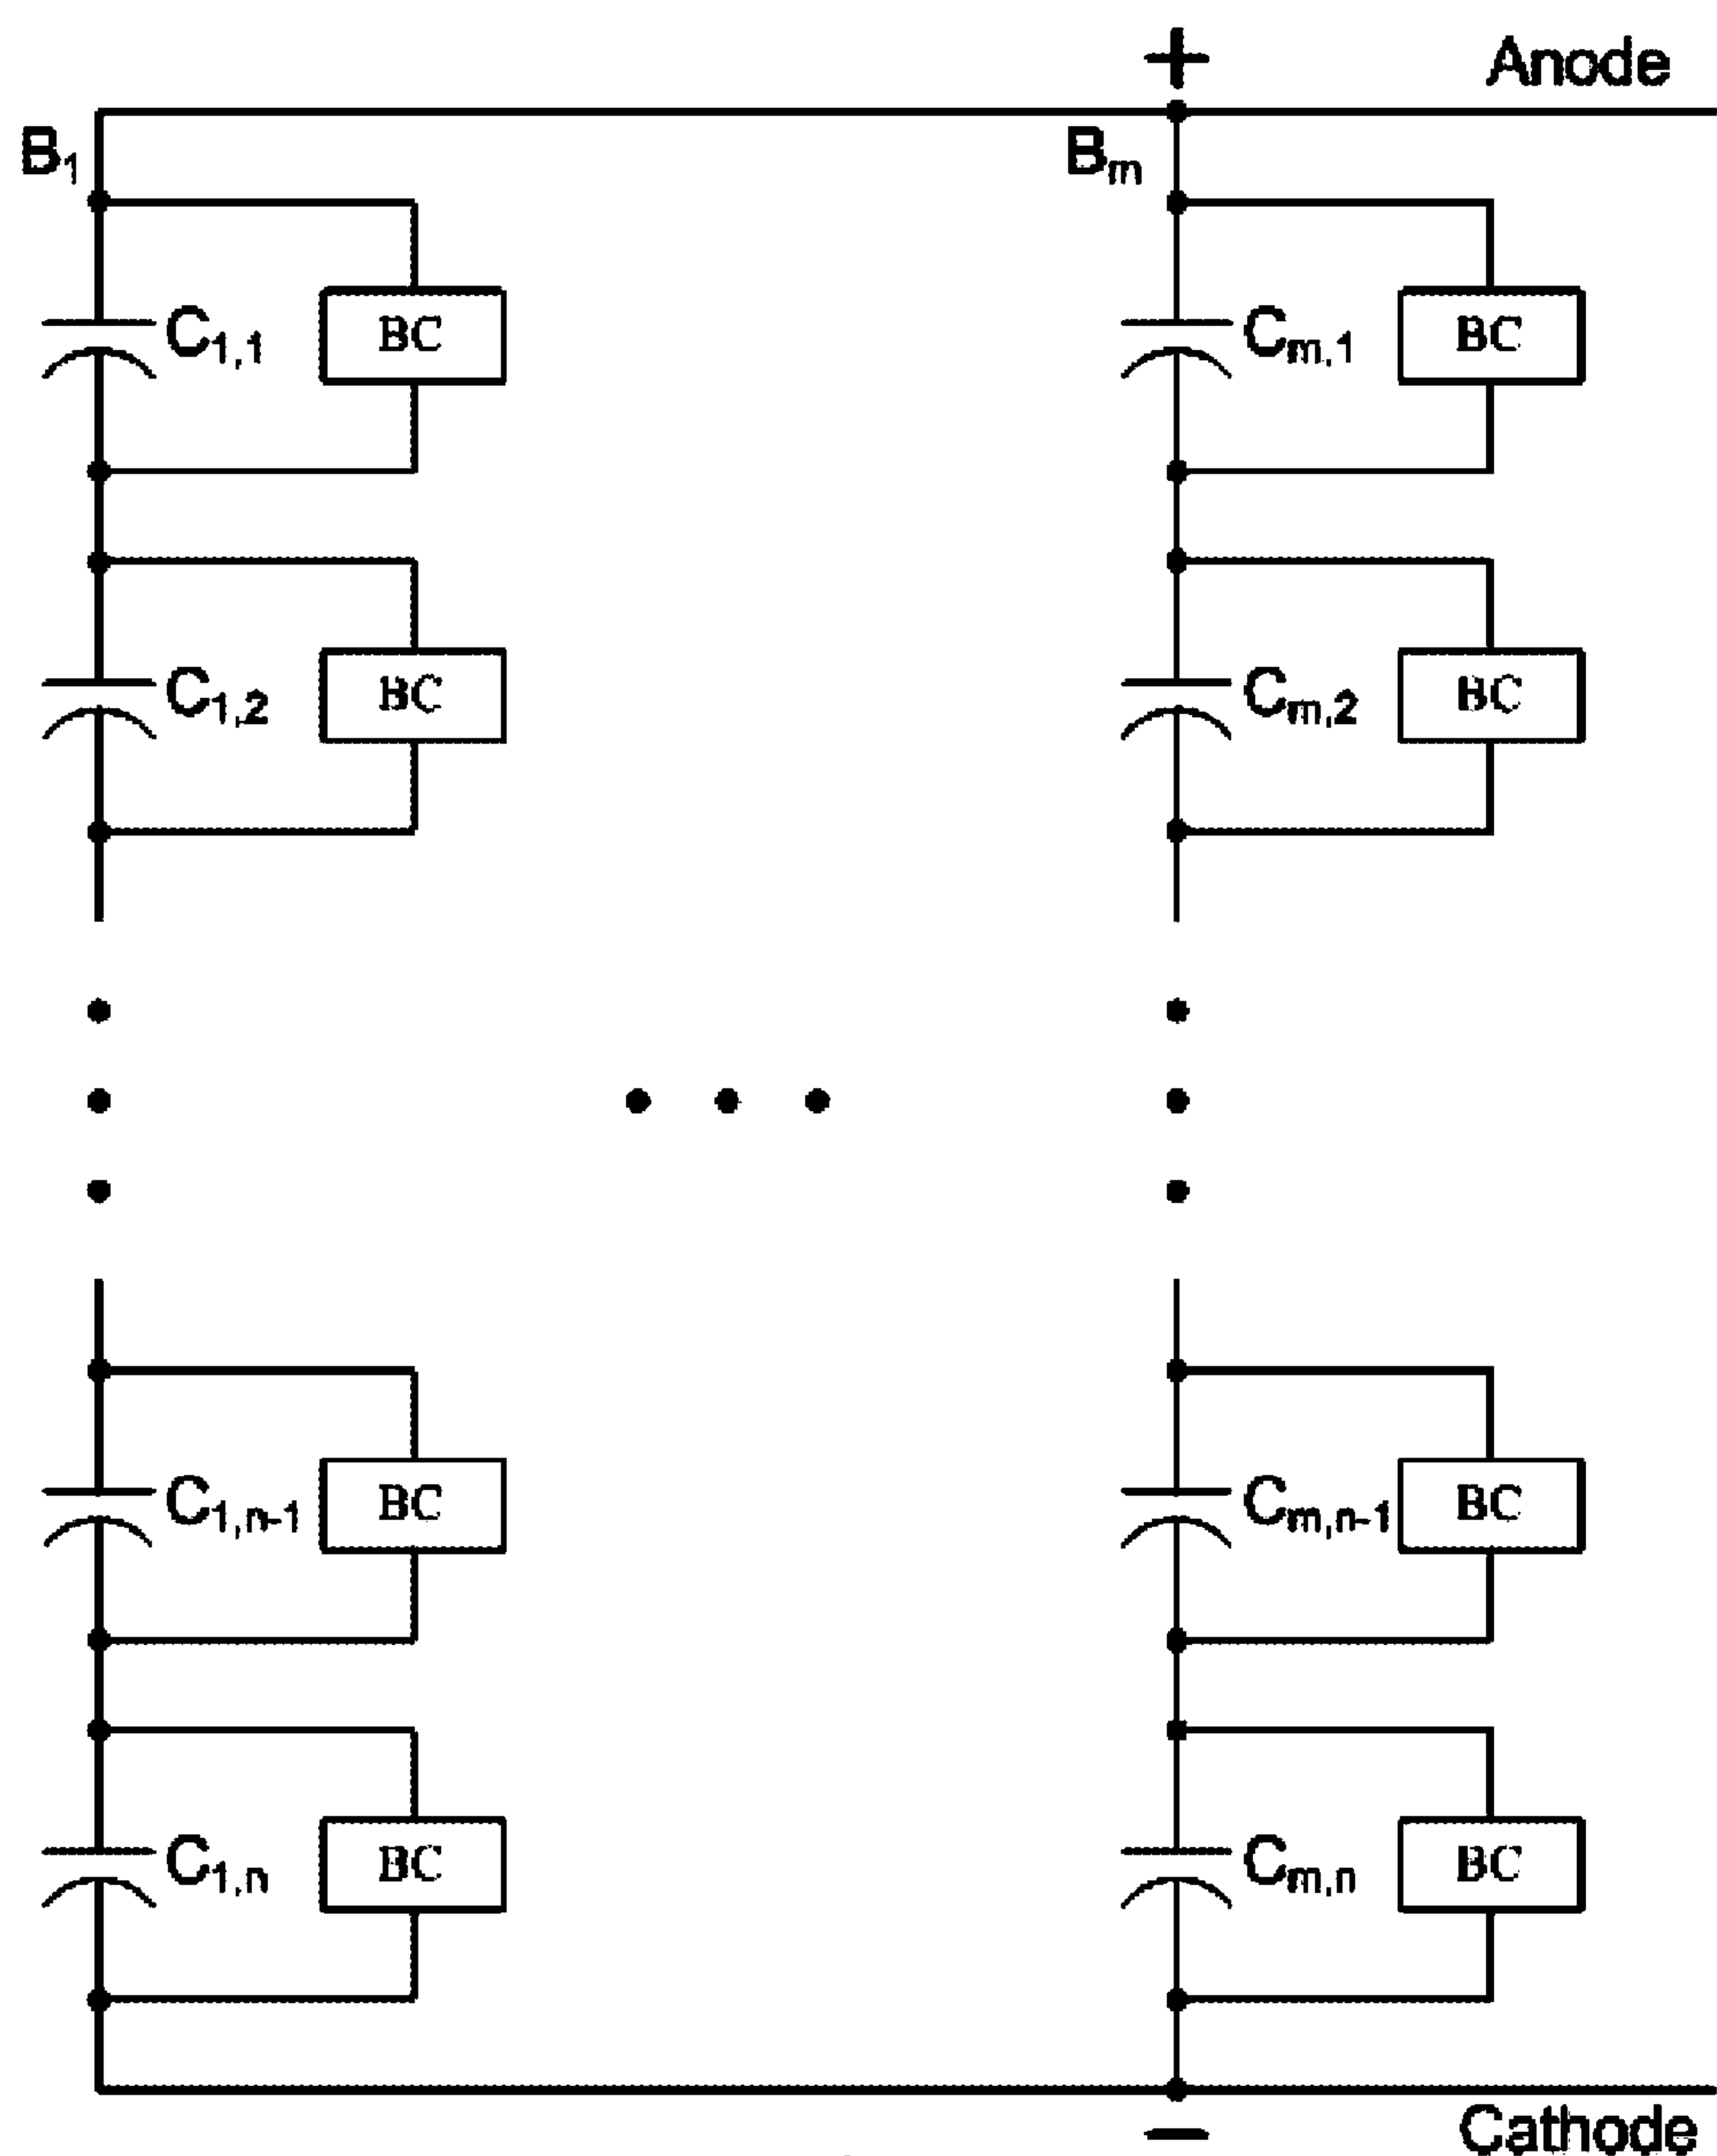 + Anode
B₁ Bₘ
C₁,₁ BC Cₘ,₁ BC
C₁,₂ BC Cₘ,₂ BC
C₁,ₙ₋₁ BC Cₘ,ₙ₋₁ BC
C₁,ₙ BC Cₘ,ₙ BC
− Cathode